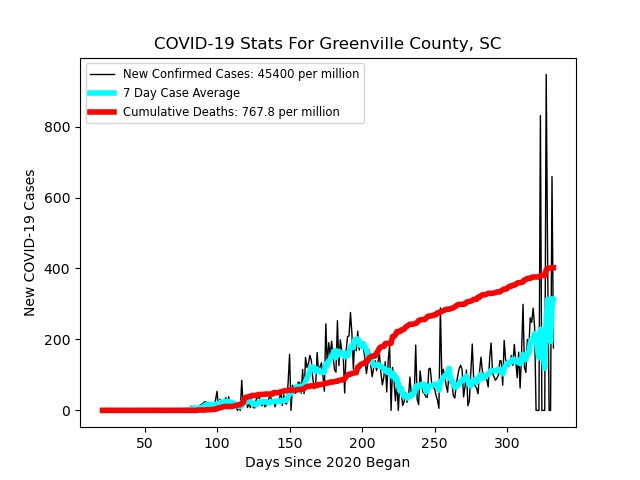 COVID-19 Stats For Greenville County, SC
New Confirmed Cases: 45400 per million
7 Day Case Average
Cumulative Deaths: 767.8 per million
New COVID-19 Cases
800
600
400
200
0
50 100 150 200 250 300
Days Since 2020 Began